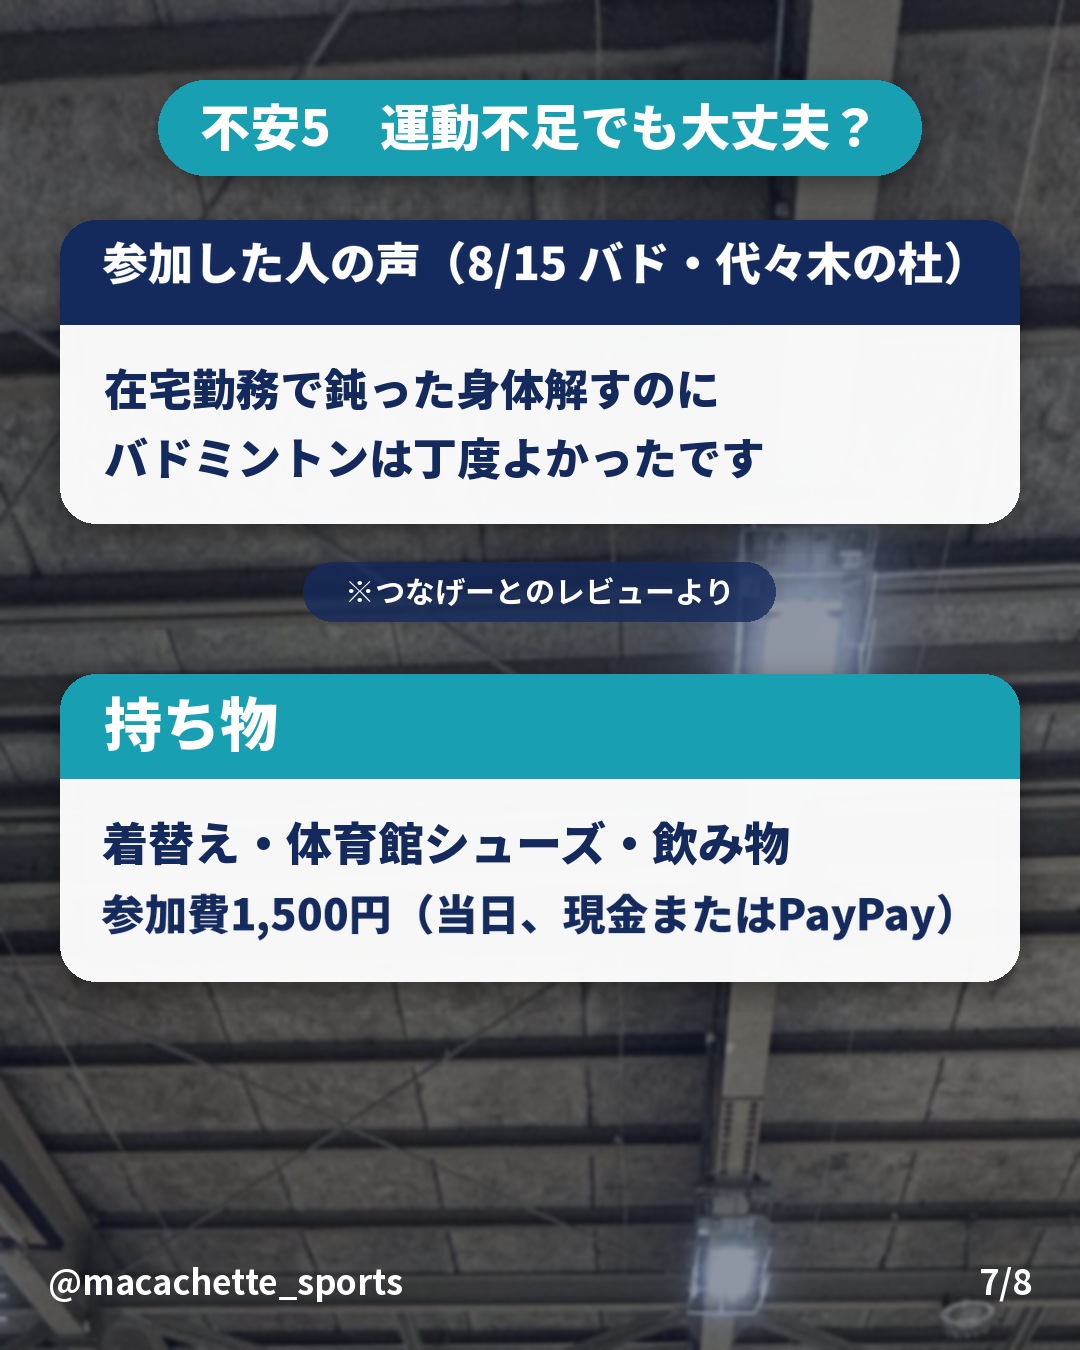 不安5　運動不足でも大丈夫？
参加した人の声（8/15 バド・代々木の杜）
在宅勤務で鈍った身体解すのに
バドミントンは丁度よかったです
※つなげーとのレビューより
持ち物
着替え・体育館シューズ・飲み物
参加費1,500円（当日、現金またはPayPay）
@macachette_sports
7/8